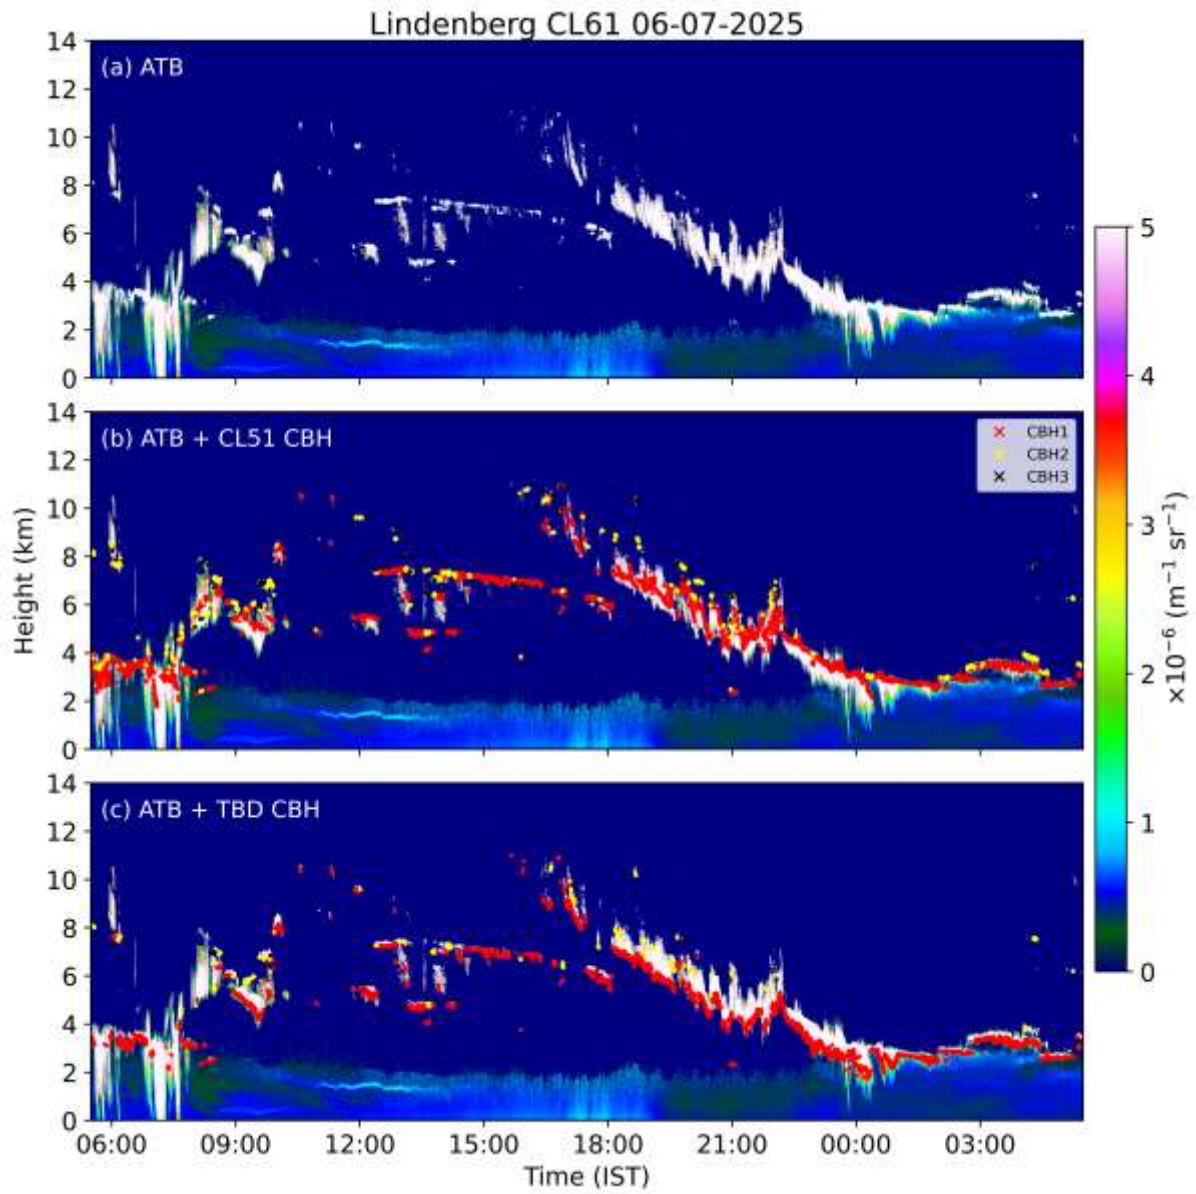 Lindenberg CL61 06-07-2025
(a) ATB
14
12
10
8
6
4
2
0
(b) ATB + CL51 CBH
CBH1
CBH2
CBH3
14
12
10
8
6
4
2
0
Height (km)
(c) ATB + TBD CBH
14
12
10
8
6
4
2
0
06:00 09:00 12:00 15:00 18:00 21:00 00:00 03:00
Time (IST)
5
4
3
2
1
0
×10⁻⁶ (m⁻¹ sr⁻¹)